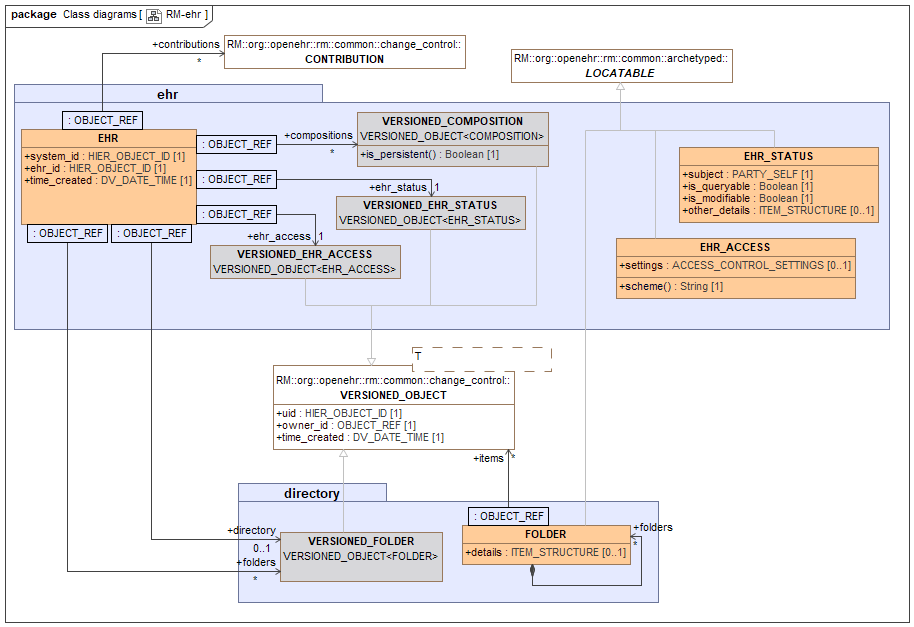 package Class diagrams [ RM-ehr ]
+contributions
*
RM::org::openehr::rm::common::change_control::
CONTRIBUTION
RM::org::openehr::rm::common::archetyped::
LOCATABLE
ehr
: OBJECT_REF
EHR
+system_id : HIER_OBJECT_ID [1]
+ehr_id : HIER_OBJECT_ID [1]
+time_created : DV_DATE_TIME [1]
: OBJECT_REF
+compositions
*
VERSIONED_COMPOSITION
VERSIONED_OBJECT<COMPOSITION>
+is_persistent() : Boolean [1]
: OBJECT_REF
+ehr_status
1
VERSIONED_EHR_STATUS
VERSIONED_OBJECT<EHR_STATUS>
: OBJECT_REF
+ehr_access
1
VERSIONED_EHR_ACCESS
VERSIONED_OBJECT<EHR_ACCESS>
: OBJECT_REF
: OBJECT_REF
EHR_STATUS
+subject : PARTY_SELF [1]
+is_queryable : Boolean [1]
+is_modifiable : Boolean [1]
+other_details : ITEM_STRUCTURE [0..1]
EHR_ACCESS
+settings : ACCESS_CONTROL_SETTINGS [0..1]
+scheme() : String [1]
T
RM::org::openehr::rm::common::change_control::
VERSIONED_OBJECT
+uid : HIER_OBJECT_ID [1]
+owner_id : OBJECT_REF [1]
+time_created : DV_DATE_TIME [1]
+items
*
directory
: OBJECT_REF
+directory
0..1
+folders
*
VERSIONED_FOLDER
VERSIONED_OBJECT<FOLDER>
FOLDER
+details : ITEM_STRUCTURE [0..1]
+folders
*